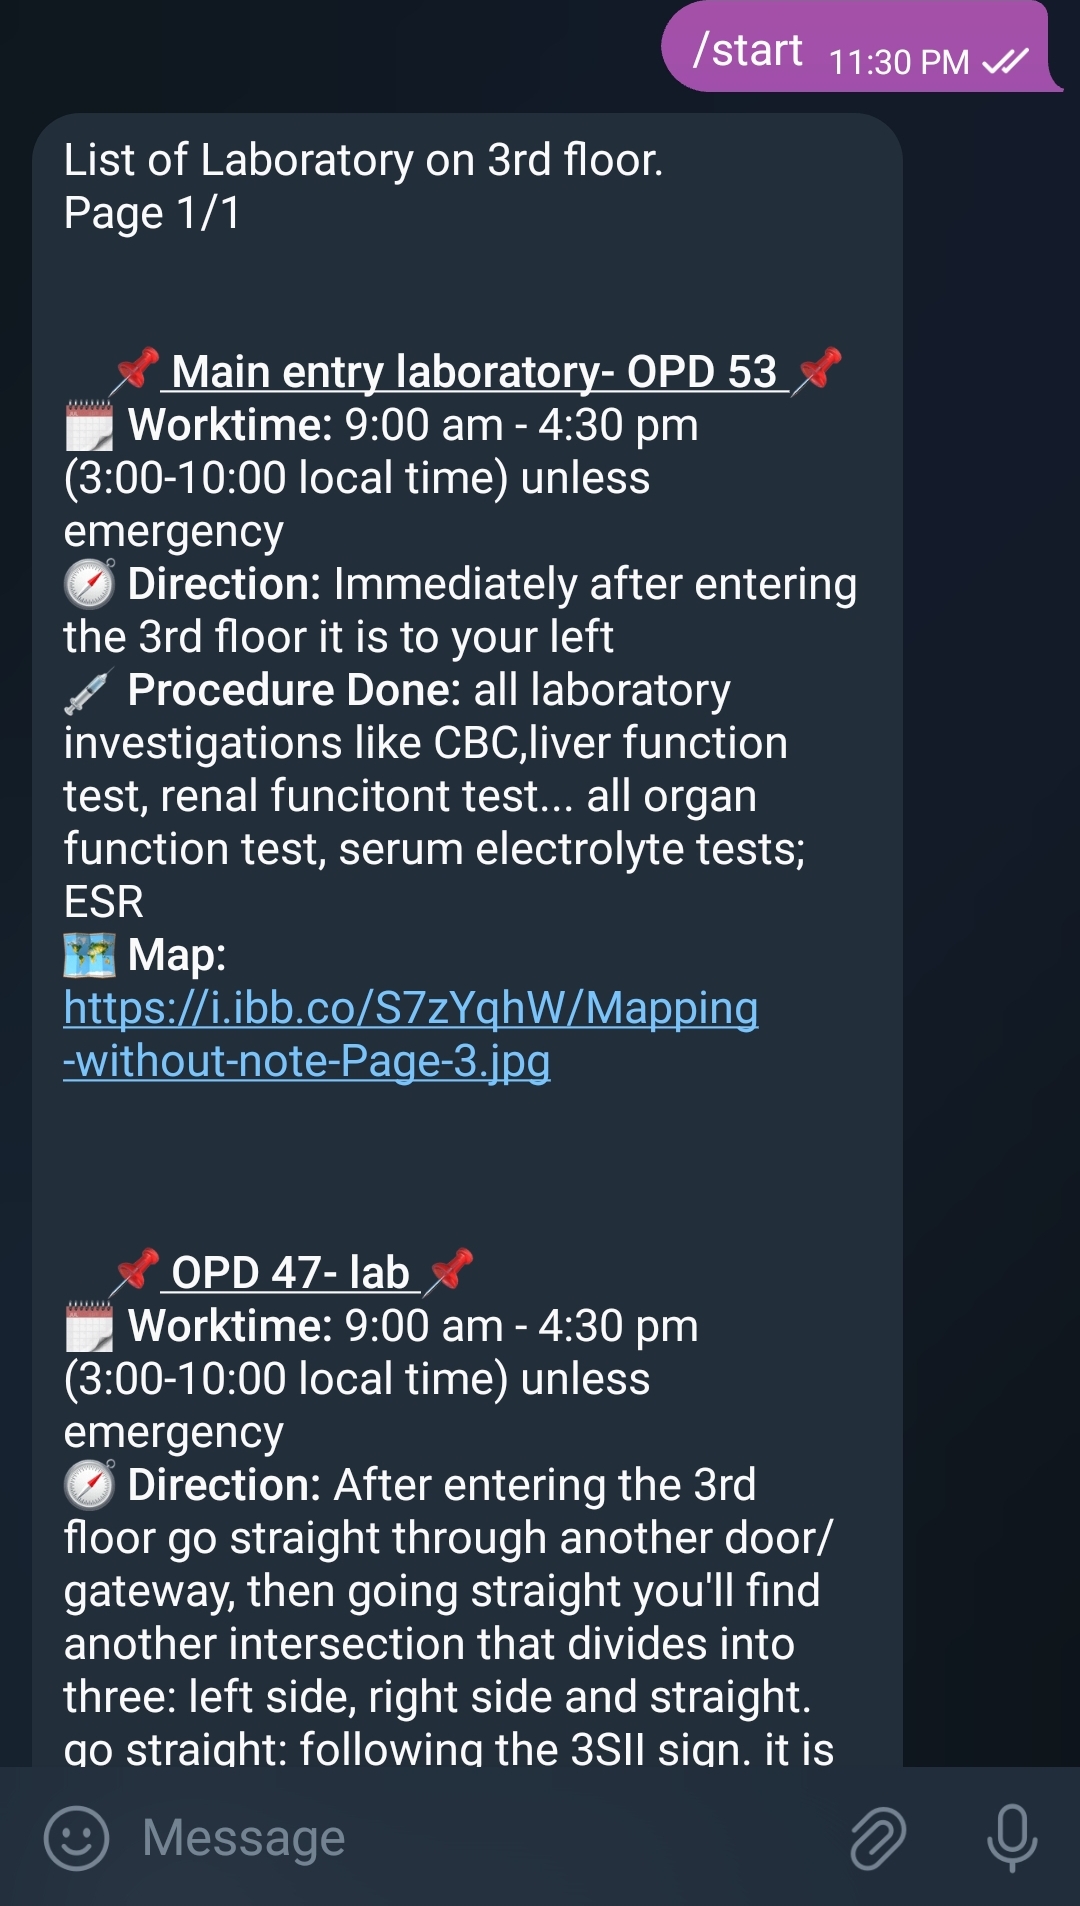 /start 11:30 PM
List of Laboratory on 3rd floor.
Page 1/1
Main entry laboratory- OPD 53
Worktime: 9:00 am - 4:30 pm
(3:00-10:00 local time) unless
emergency
Direction: Immediately after entering
the 3rd floor it is to your left
Procedure Done: all laboratory
investigations like CBC,liver function
test, renal funcitont test... all organ
function test, serum electrolyte tests;
ESR
Map:
https://i.ibb.co/S7zYqhW/Mapping
-without-note-Page-3.jpg
OPD 47- lab
Worktime: 9:00 am - 4:30 pm
(3:00-10:00 local time) unless
emergency
Direction: After entering the 3rd
floor go straight through another door/
gateway, then going straight you'll find
another intersection that divides into
three: left side, right side and straight.
go straight: following the 3SII sign. it is
Message